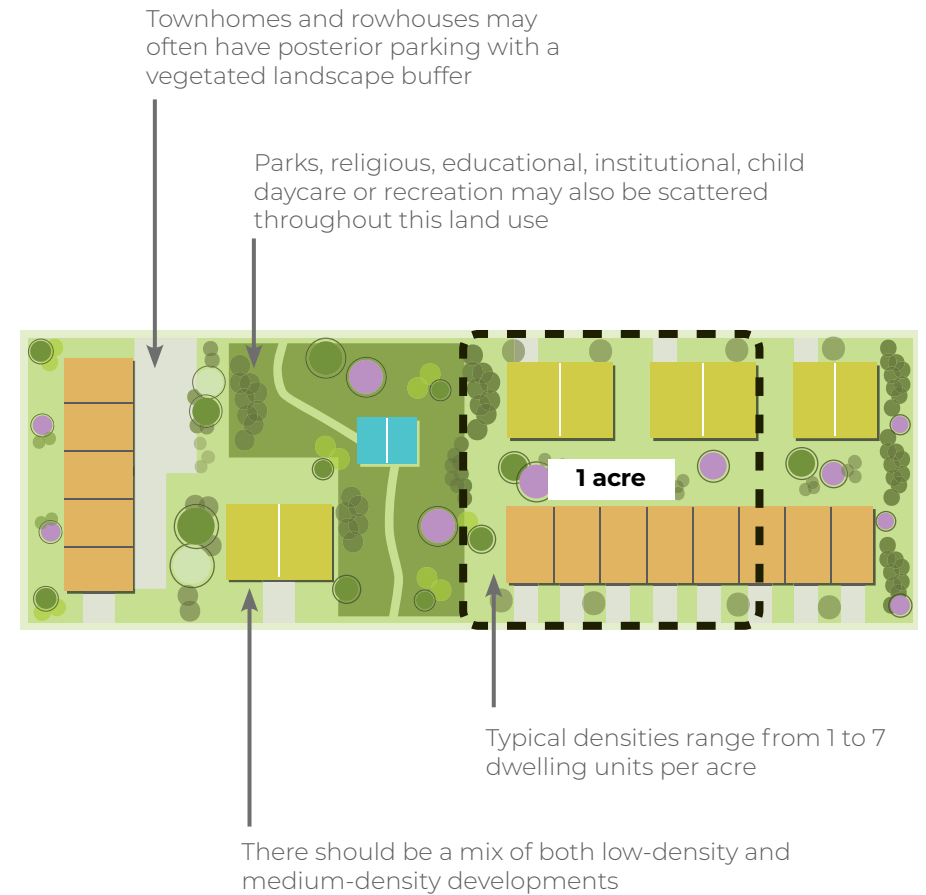 Townhomes and rowhouses may
often have posterior parking with a
vegetated landscape buffer
Parks, religious, educational, institutional, child
daycare or recreation may also be scattered
throughout this land use
1 acre
Typical densities range from 1 to 7
dwelling units per acre
There should be a mix of both low-density and
medium-density developments